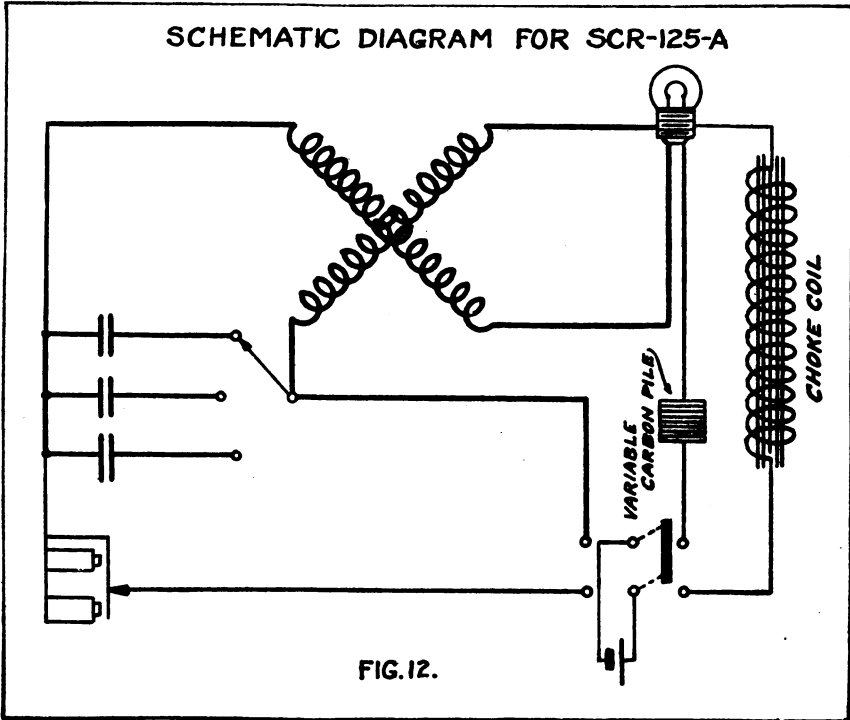 SCHEMATIC DIAGRAM FOR SCR-125-A
CHOKE COIL
VARIABLE
CARBON PILE
FIG.12.